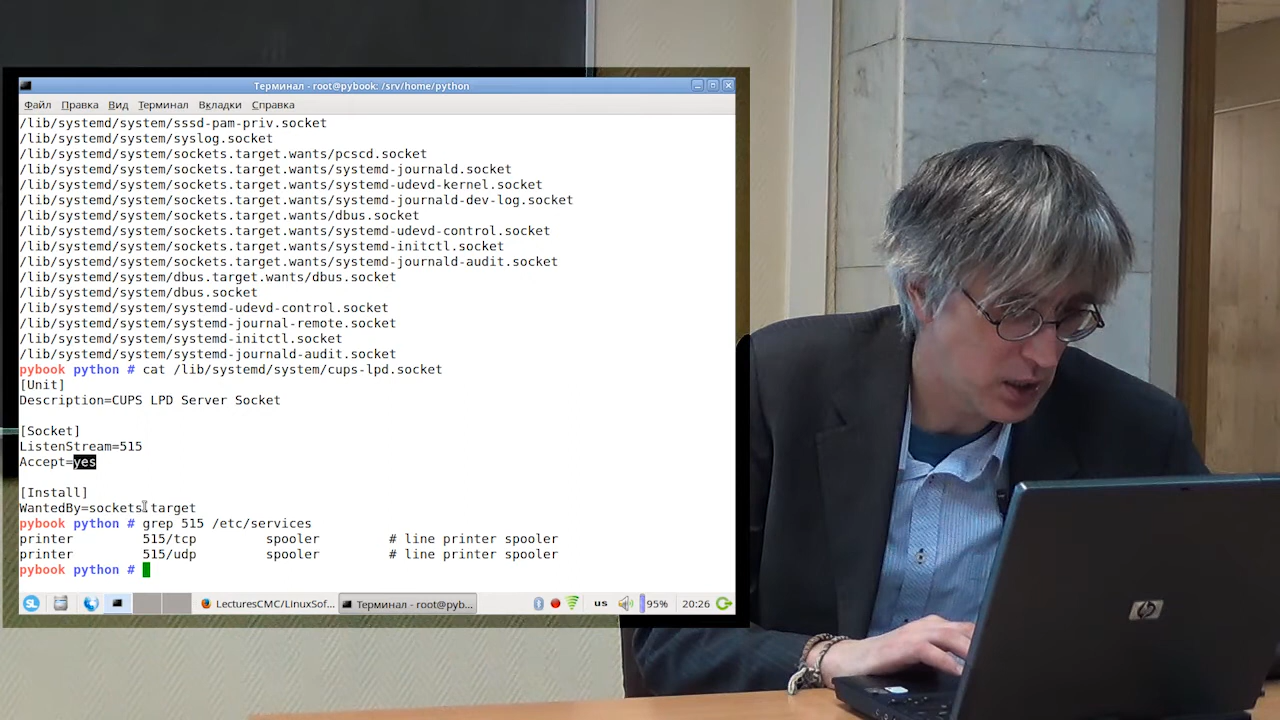 Терминал - root@pybook: /srv/home/python
Файл Правка Вид Терминал Вкладки Справка
/lib/systemd/system/sssd-pam-priv.socket
/lib/systemd/system/syslog.socket
/lib/systemd/system/sockets.target.wants/pcscd.socket
/lib/systemd/system/sockets.target.wants/systemd-journald.socket
/lib/systemd/system/sockets.target.wants/systemd-udevd-kernel.socket
/lib/systemd/system/sockets.target.wants/systemd-journald-dev-log.socket
/lib/systemd/system/sockets.target.wants/dbus.socket
/lib/systemd/system/sockets.target.wants/systemd-udevd-control.socket
/lib/systemd/system/sockets.target.wants/systemd-initctl.socket
/lib/systemd/system/sockets.target.wants/systemd-journald-audit.socket
/lib/systemd/system/dbus.target.wants/dbus.socket
/lib/systemd/system/dbus.socket
/lib/systemd/system/systemd-udevd-control.socket
/lib/systemd/system/systemd-journal-remote.socket
/lib/systemd/system/systemd-initctl.socket
/lib/systemd/system/systemd-journald-audit.socket
pybook python # cat /lib/systemd/system/cups-lpd.socket
[Unit]
Description=CUPS LPD Server Socket
[Socket]
ListenStream=515
Accept=yes
[Install]
WantedBy=sockets.target
pybook python # grep 515 /etc/services
printer 515/tcp spooler # line printer spooler
printer 515/udp spooler # line printer spooler
pybook python #
SL LecturesCMC/LinuxSof... Терминал - root@pyb... us 95% 20:26
hp